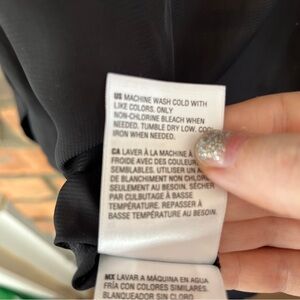 US MACHINE WASH COLD WITH
LIKE COLORS. ONLY
NON-CHLORINE BLEACH WHEN
NEEDED. TUMBLE DRY LOW. COOL
IRON WHEN NEEDED.
CA LAVER À LA MACHINE À
FROIDE AVEC DES COULEUR
SEMBLABLES. UTILISER UN A
DE BLANCHIMENT NON CHLOR
SEULEMENT AU BESOIN. SÉCHER
PAR CULBUTAGE À BASSE
TEMPÉRATURE. REPASSER À
BASSE TEMPÉRATURE AU BESOIN.
MX LAVAR A MÁQUINA EN AGUA
FRÍA CON COLORES SIMILARES.
BLANQUEADOR SIN CLORO